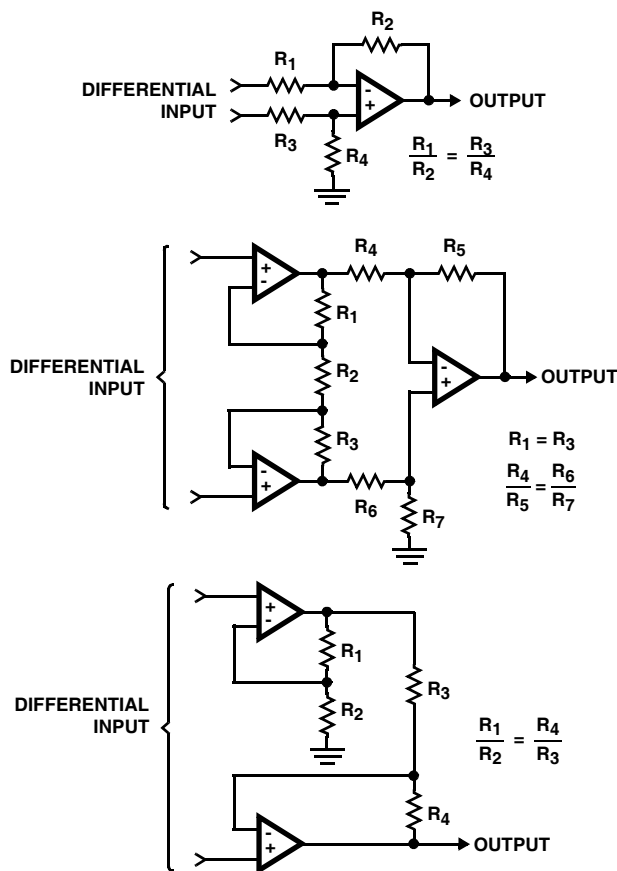 R2
R1
DIFFERENTIAL
INPUT
-
+
OUTPUT
R3
R4
R1/R2 = R3/R4
R4
R5
+
-
R1
DIFFERENTIAL
INPUT
R2
-
+
OUTPUT
R3
R1 = R3
-
+
R6
R7
R4/R5 = R6/R7
+
-
R1
R3
DIFFERENTIAL
INPUT
R2
R1/R2 = R4/R3
-
+
R4
OUTPUT